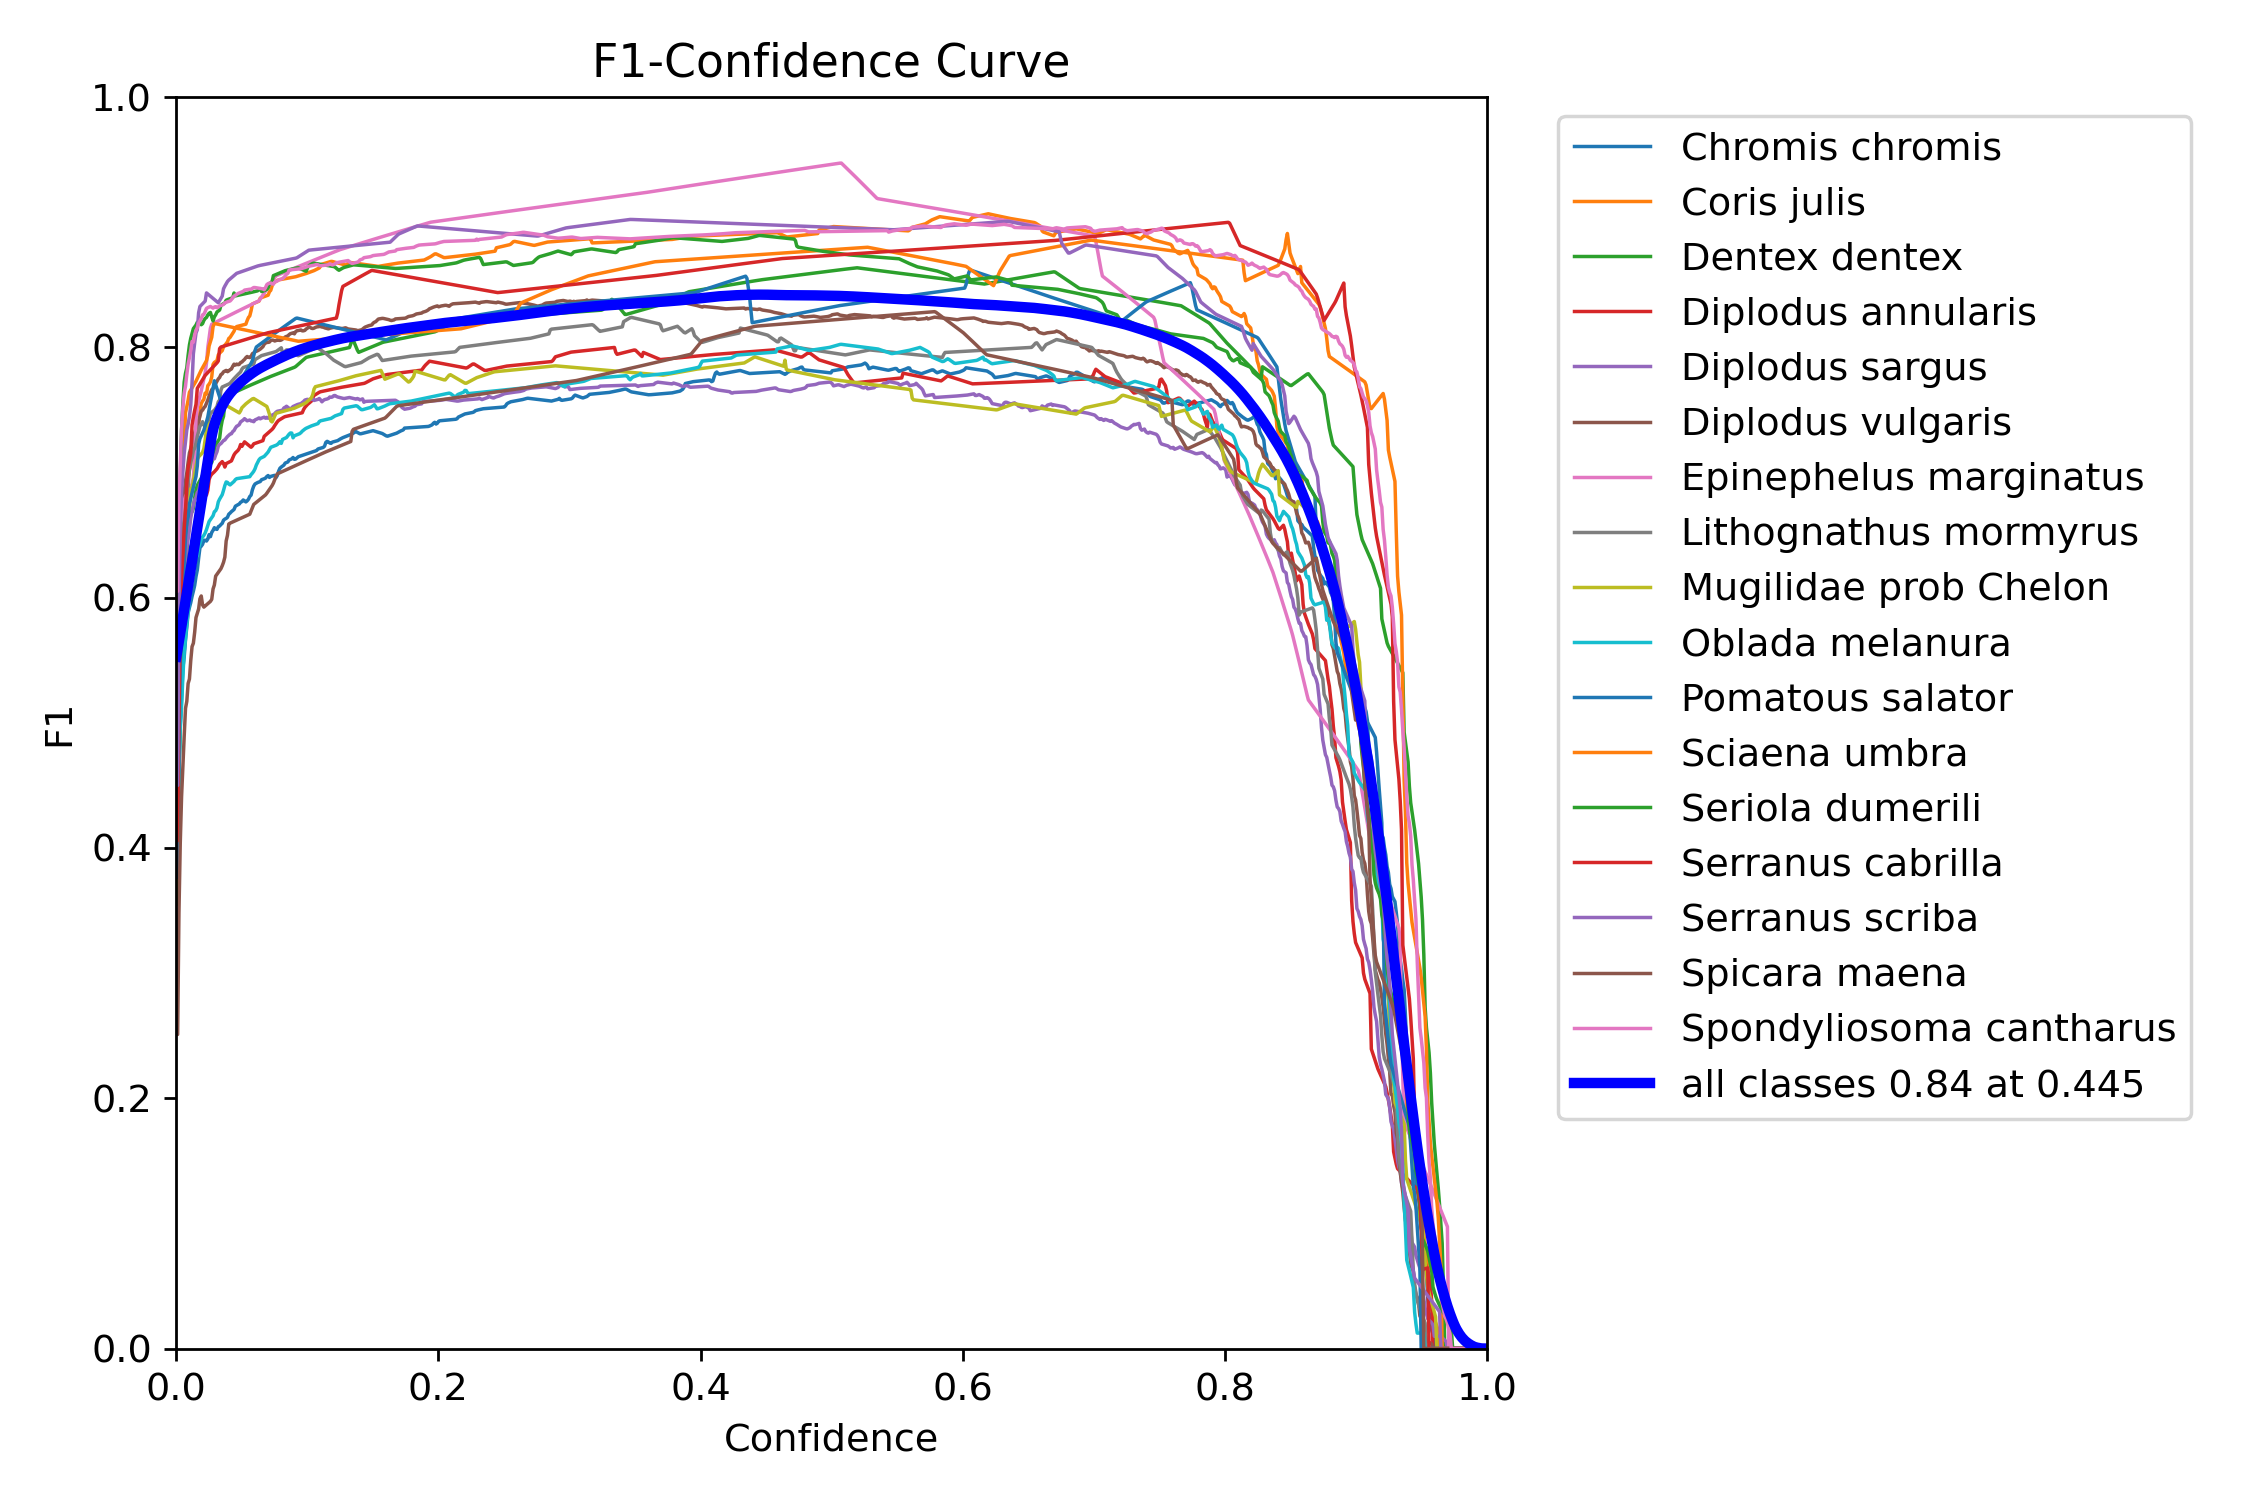 F1-Confidence Curve
1.0
0.8
0.6
0.4
0.2
0.0
F1
0.0 0.2 0.4 0.6 0.8 1.0
Confidence
Chromis chromis
Coris julis
Dentex dentex
Diplodus annularis
Diplodus sargus
Diplodus vulgaris
Epinephelus marginatus
Lithognathus mormyrus
Mugilidae prob Chelon
Oblada melanura
Pomatous salator
Sciaena umbra
Seriola dumerili
Serranus cabrilla
Serranus scriba
Spicara maena
Spondyliosoma cantharus
all classes 0.84 at 0.445